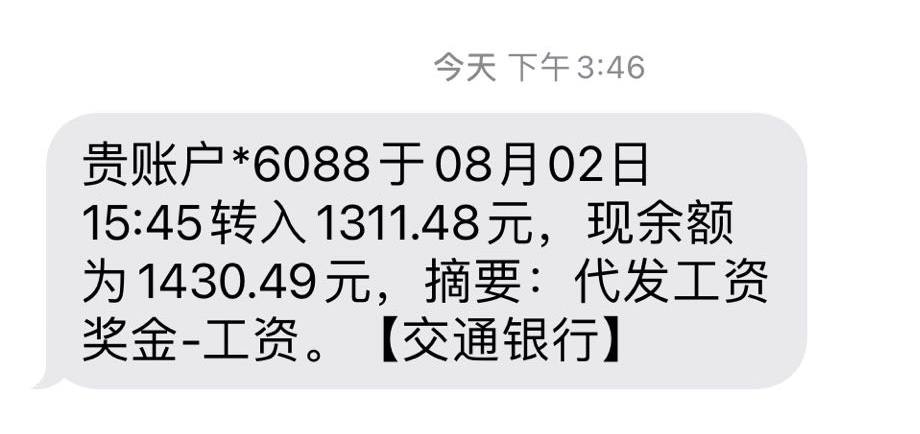 今天 下午 3:46
贵账户*6088于08月02日
15:45转入1311.48元，现余额
为1430.49元，摘要：代发工资
奖金-工资。【交通银行】